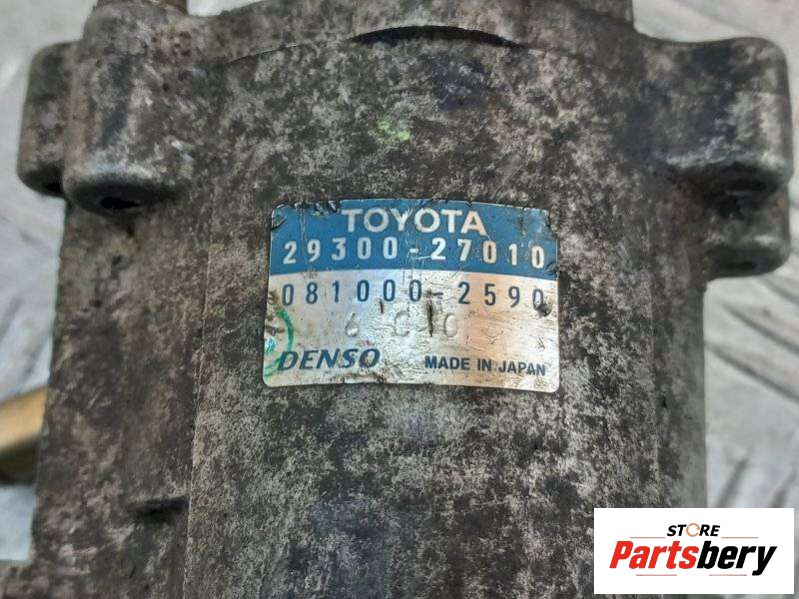 TOYOTA
29300-27010
081000-2590
DENSO MADE IN JAPAN
STORE
Partsbery